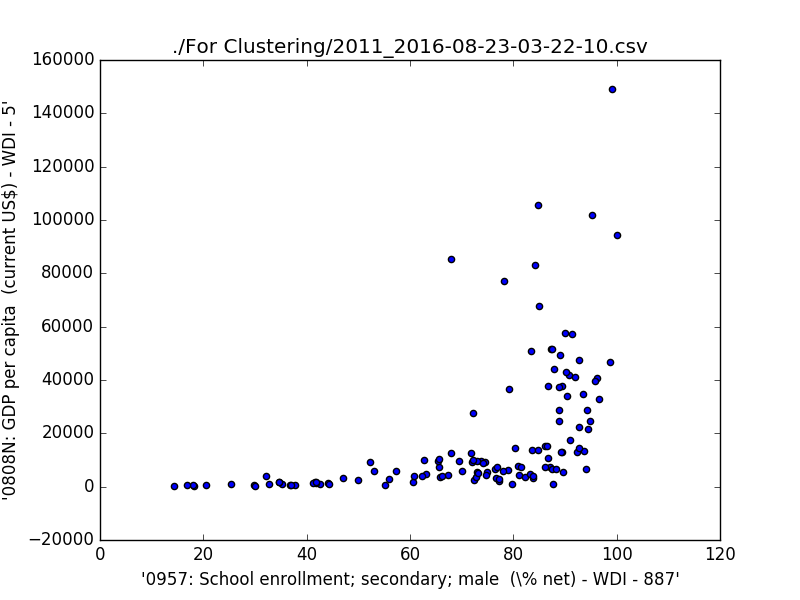 ./For Clustering/2011_2016-08-23-03-22-10.csv
160000
140000
120000
100000
80000
60000
40000
20000
0
−20000
'0808N: GDP per capita  (current US$) - WDI - 5'
0 20 40 60 80 100 120
'0957: School enrollment; secondary; male  (\% net) - WDI - 887'